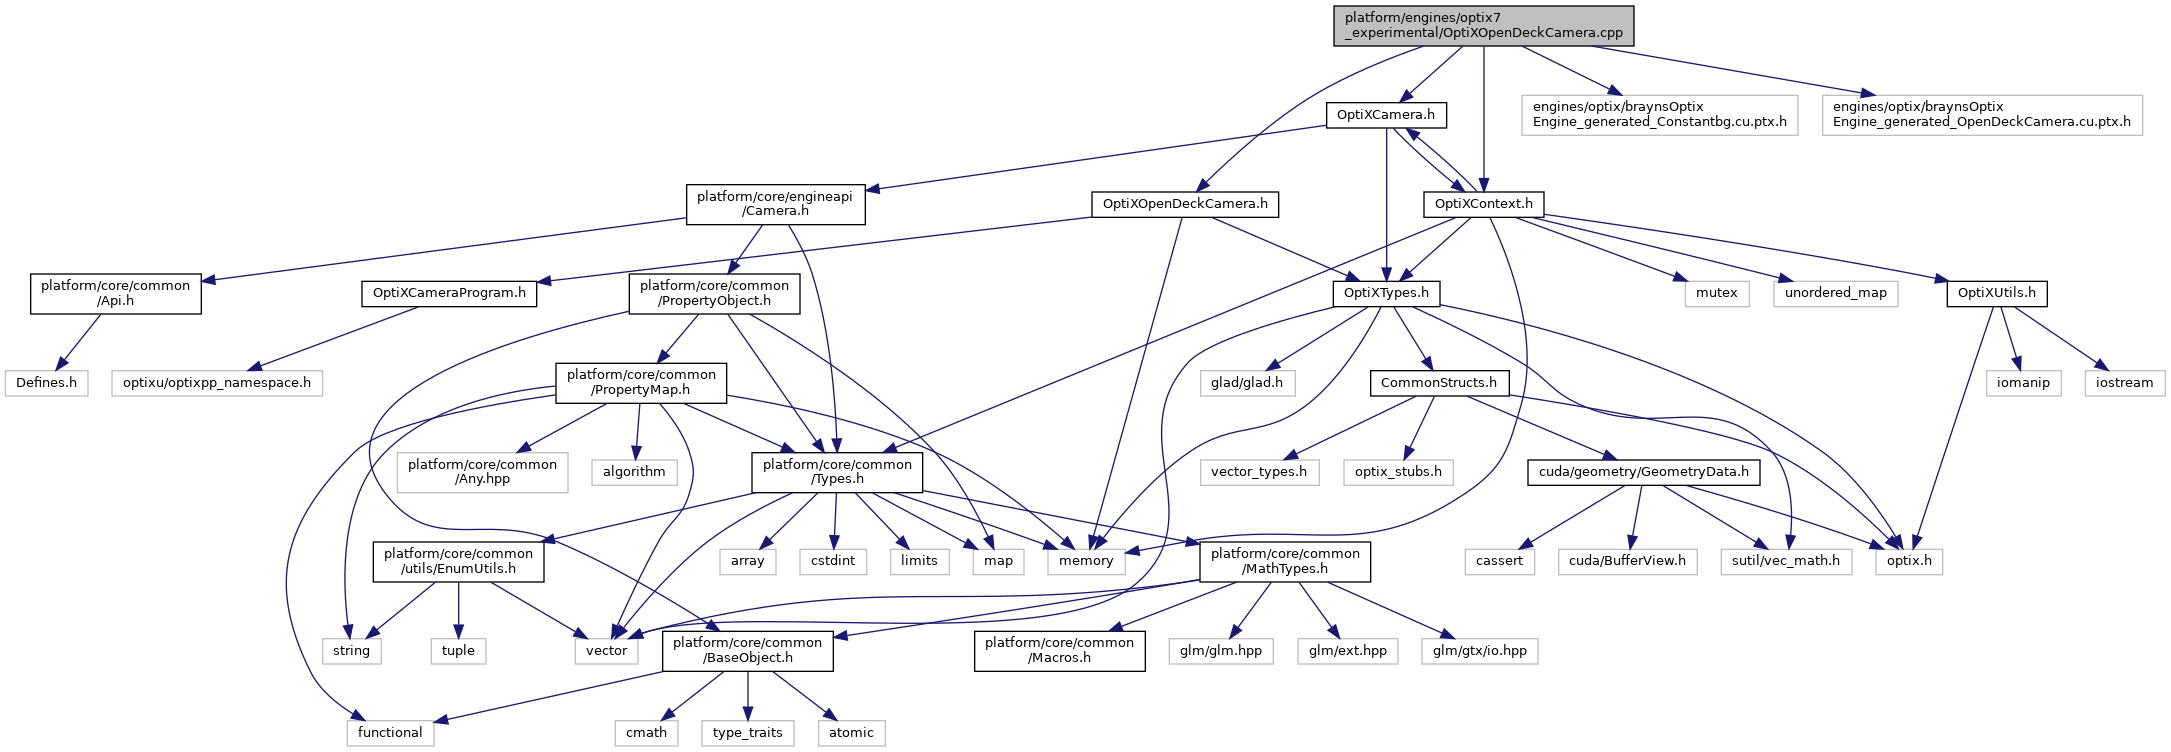 platform/engines/optix7
_experimental/OptiXOpenDeckCamera.cpp
OptiXCamera.h
engines/optix/braynsOptix
Engine_generated_Constantbg.cu.ptx.h
engines/optix/braynsOptix
Engine_generated_OpenDeckCamera.cu.ptx.h
platform/core/engineapi
/Camera.h
OptiXOpenDeckCamera.h
OptiXContext.h
platform/core/common
/Api.h
OptiXCameraProgram.h
platform/core/common
/PropertyObject.h
OptiXTypes.h
mutex
unordered_map
OptiXUtils.h
Defines.h
optixu/optixpp_namespace.h
platform/core/common
/PropertyMap.h
glad/glad.h
CommonStructs.h
iomanip
iostream
platform/core/common
/Any.hpp
algorithm
platform/core/common
/Types.h
vector_types.h
optix_stubs.h
cuda/geometry/GeometryData.h
platform/core/common
/utils/EnumUtils.h
array
cstdint
limits
map
memory
platform/core/common
/MathTypes.h
cassert
cuda/BufferView.h
sutil/vec_math.h
optix.h
string
tuple
vector
platform/core/common
/BaseObject.h
platform/core/common
/Macros.h
glm/glm.hpp
glm/ext.hpp
glm/gtx/io.hpp
functional
cmath
type_traits
atomic